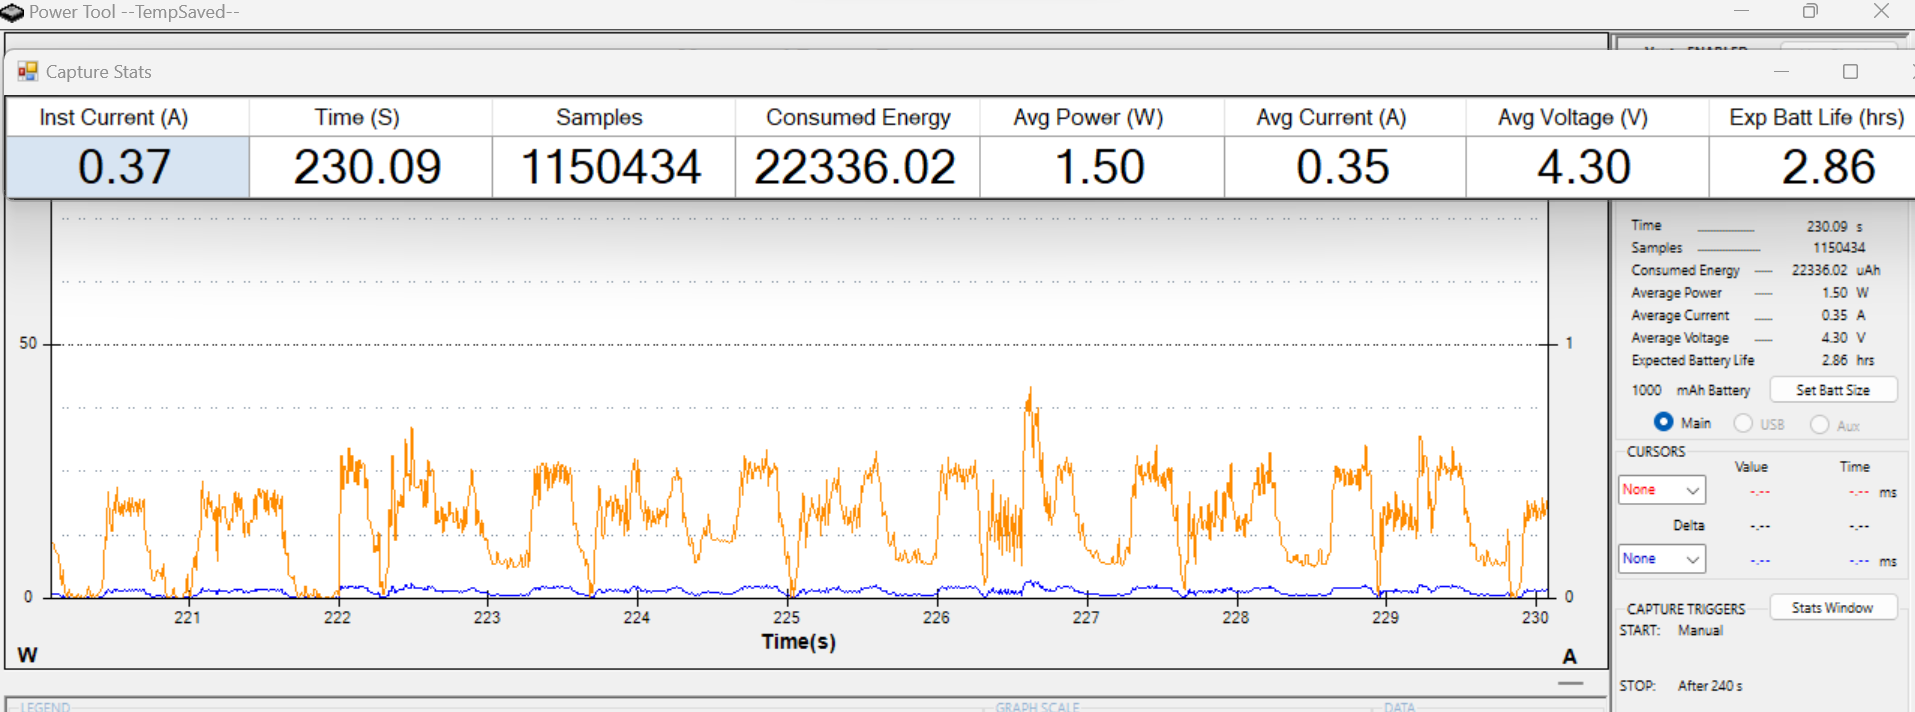 Power Tool --TempSaved--
Capture Stats
Inst Current (A) Time (S) Samples Consumed Energy Avg Power (W) Avg Current (A) Avg Voltage (V) Exp Batt Life (hrs)
0.37 230.09 1150434 22336.02 1.50 0.35 4.30 2.86
Time 230.09 s
Samples 1150434
Consumed Energy 22336.02 uAh
Average Power 1.50 W
Average Current 0.35 A
Average Voltage 4.30 V
Expected Battery Life 2.86 hrs
1000 mAh Battery Set Batt Size
Main USB Aux
CURSORS
Value Time
None -.-- -.-- ms
Delta -.-- -.--
None -.-- -.-- ms
CAPTURE TRIGGERS Stats Window
START: Manual
STOP: After 240 s
50 1
0 0
221 222 223 224 225 226 227 228 229 230
Time(s)
W A
LEGEND GRAPH SCALE DATA